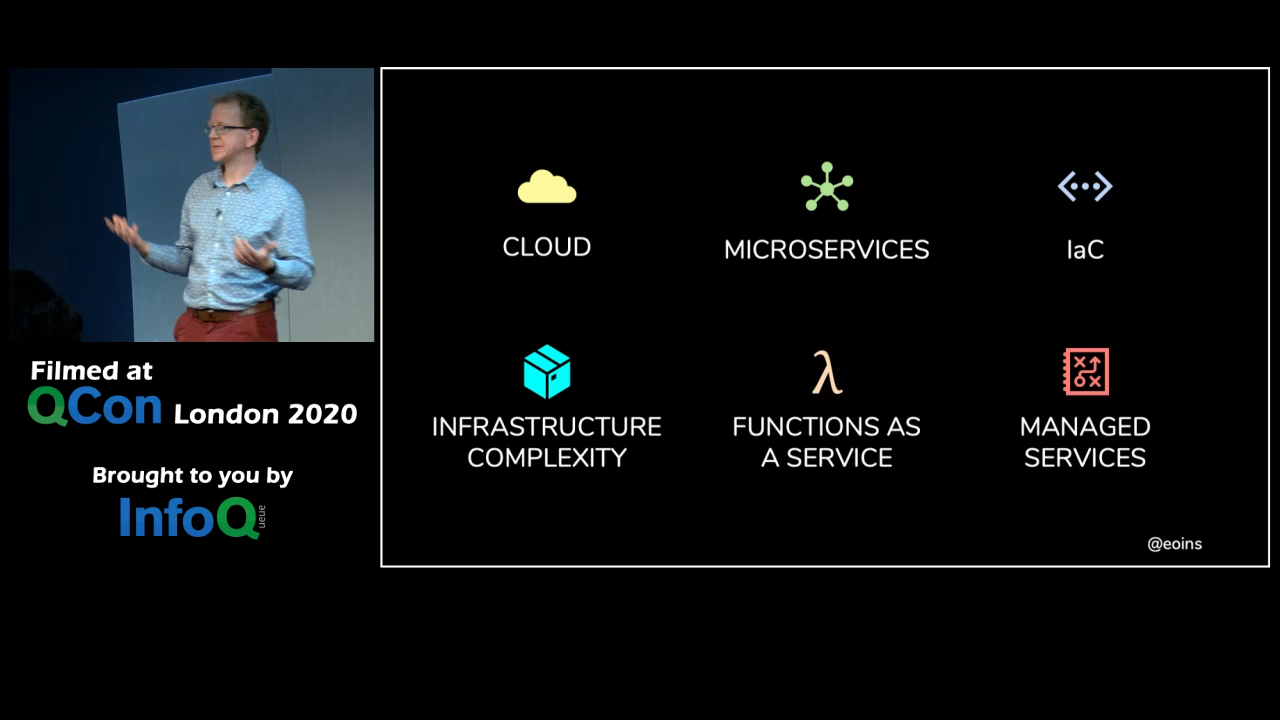 CLOUD
MICROSERVICES
IaC
INFRASTRUCTURE
COMPLEXITY
FUNCTIONS AS
A SERVICE
MANAGED
SERVICES
@eoins
Filmed at
QCon London 2020
Brought to you by
InfoQ
ueue